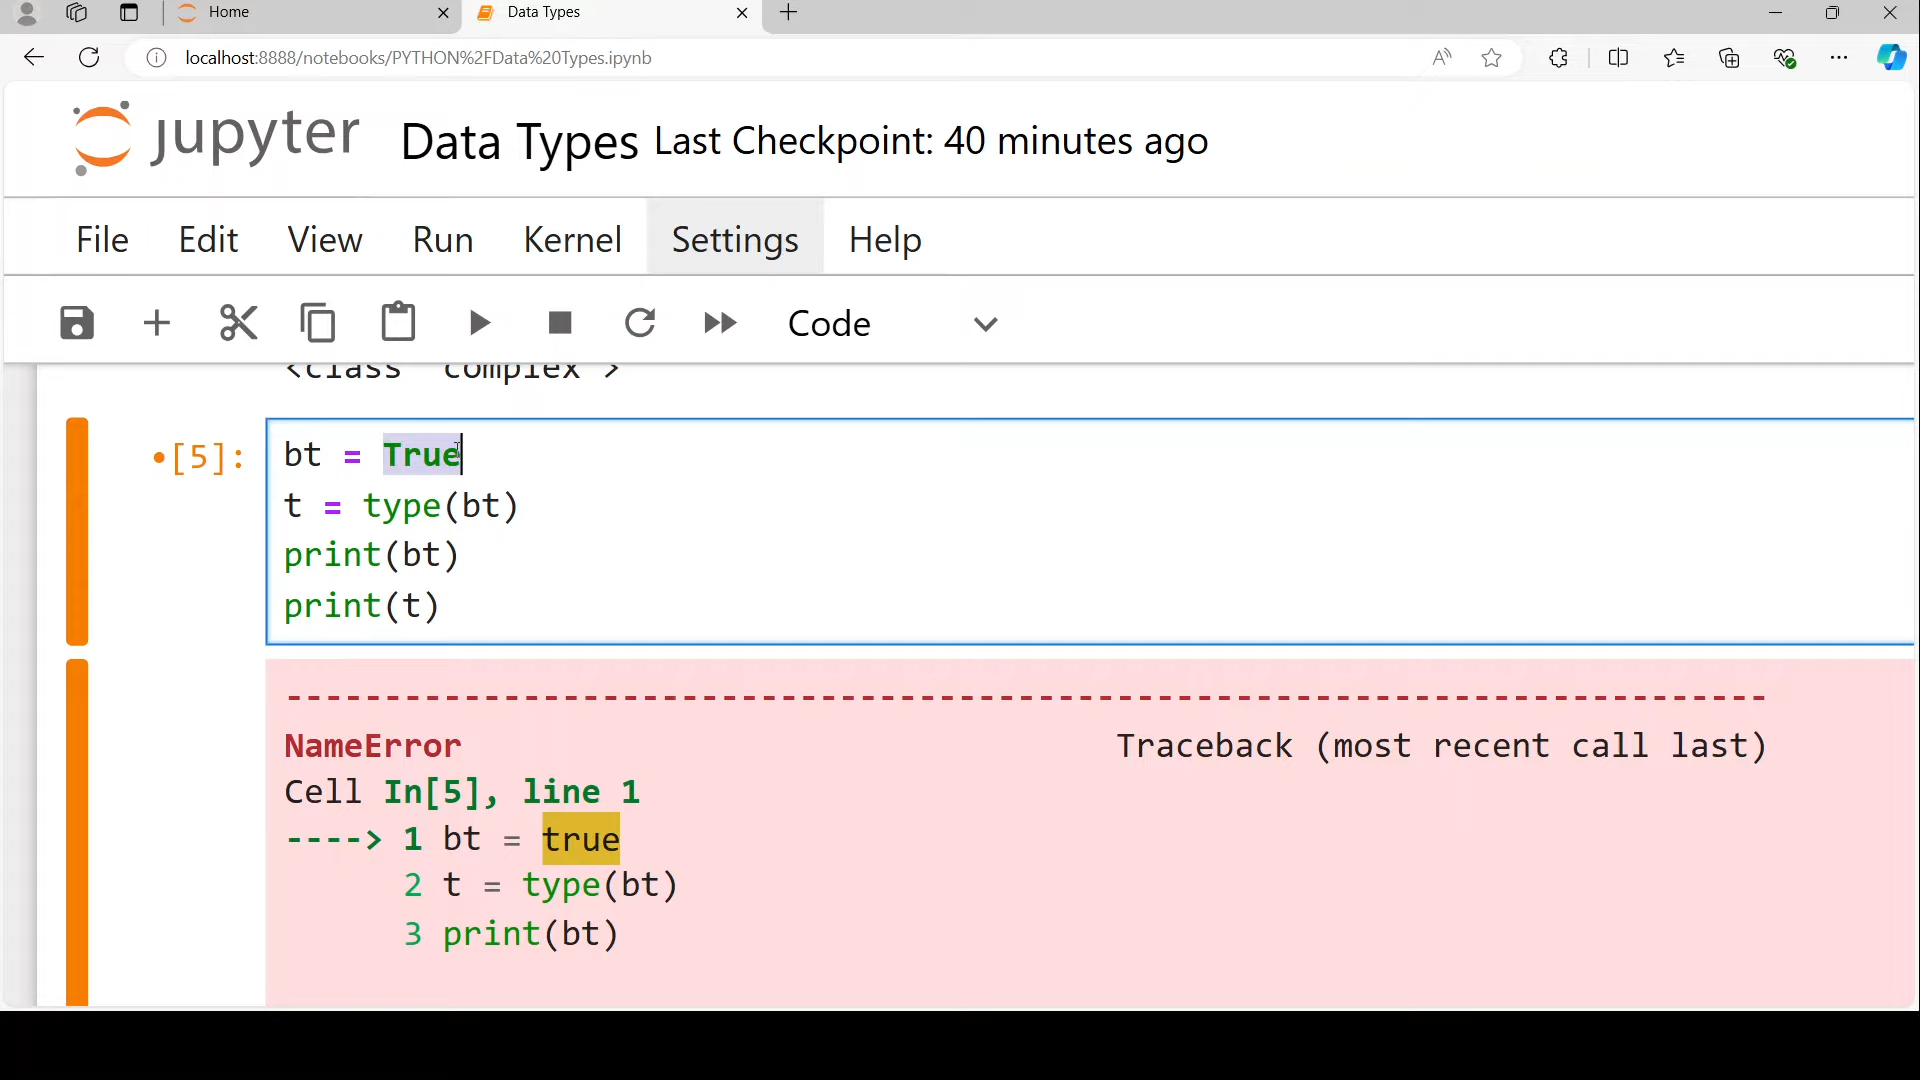 Home
Data Types
localhost:8888/notebooks/PYTHON%2FData%20Types.ipynb
jupyter Data Types Last Checkpoint: 40 minutes ago
File Edit View Run Kernel Settings Help
Code
<class 'complex'>
[5]: bt = True
t = type(bt)
print(bt)
print(t)
---------------------------------------------------------------------------
NameError Traceback (most recent call last)
Cell In[5], line 1
----> 1 bt = true
2 t = type(bt)
3 print(bt)